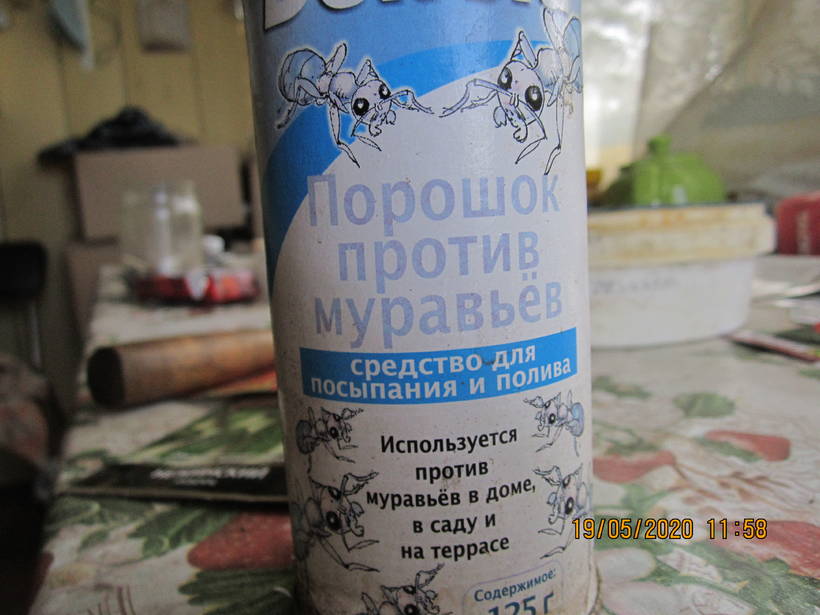 Порошок
против
муравьёв
средство для
посыпания и полива
Используется
против
муравьёв в доме,
в саду и
на террасе
Содержимое:
125 г
19/05/2020 11:58